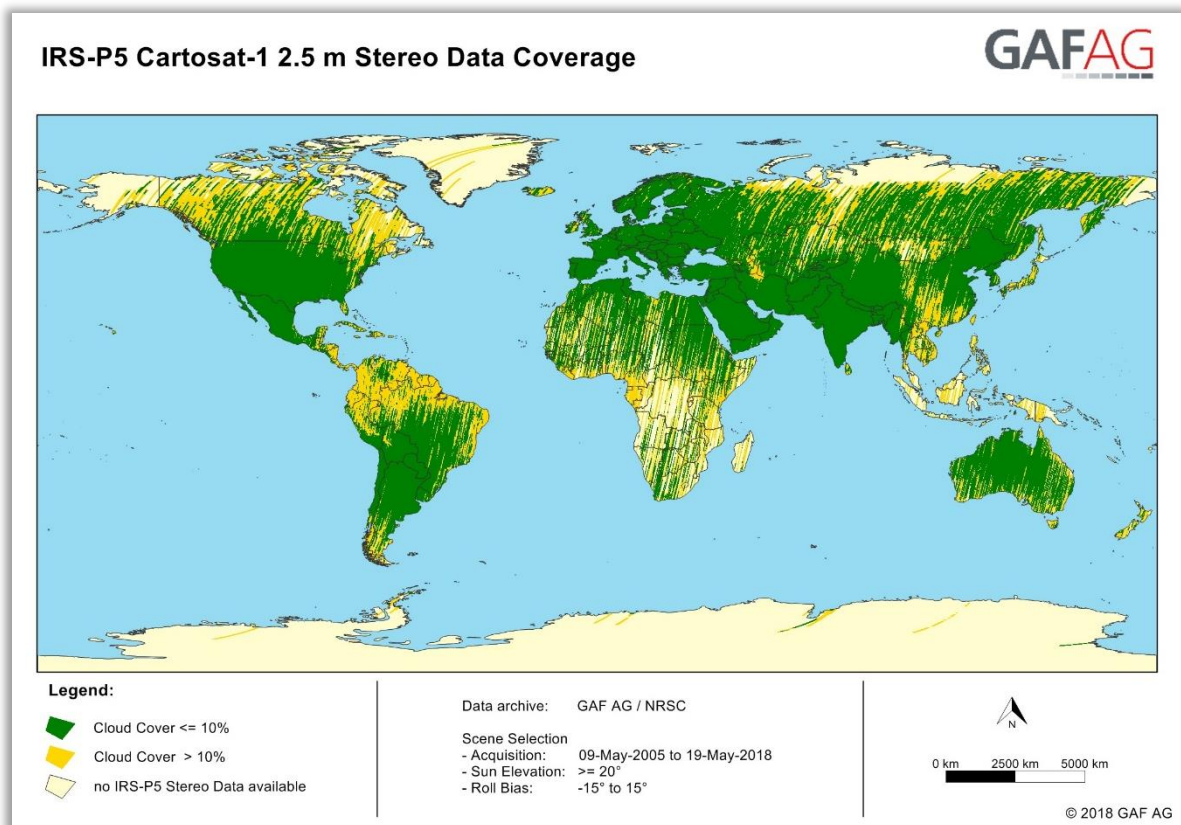 IRS-P5 Cartosat-1 2.5 m Stereo Data Coverage
GAFAG
Legend:
Cloud Cover <= 10%
Cloud Cover > 10%
no IRS-P5 Stereo Data available
Data archive: GAF AG / NRSC
Scene Selection
- Acquisition: 09-May-2005 to 19-May-2018
- Sun Elevation: >= 20°
- Roll Bias: -15° to 15°
N
0 km 2500 km 5000 km
© 2018 GAF AG